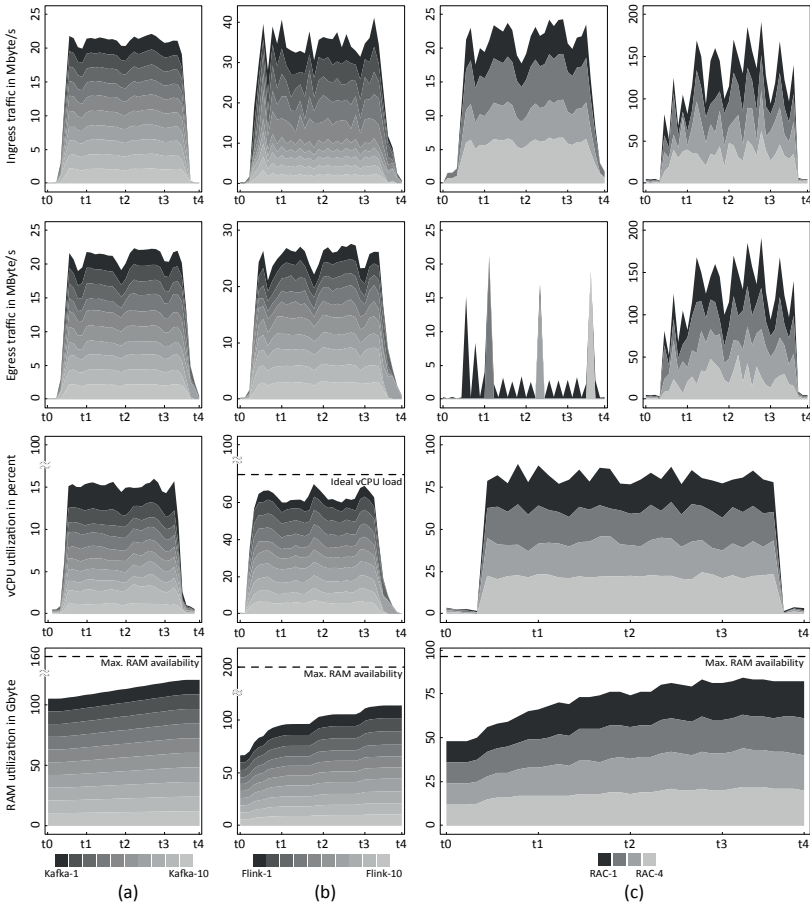 Ingress traffic in Mbyte/s
0 5 10 15 20 25
t0 t1 t2 t3 t4
0 10 20 30 40
t0 t1 t2 t3 t4
0 5 10 15 20 25
t0 t1 t2 t3 t4
0 50 100 150 200
t0 t1 t2 t3 t4
Egress traffic in MByte/s
0 5 10 15 20 25
t0 t1 t2 t3 t4
0 10 20 30
t0 t1 t2 t3 t4
0 5 10 15 20 25
t0 t1 t2 t3 t4
0 50 100 150 200
t0 t1 t2 t3 t4
vCPU utilization in percent
0 5 10 15 100
t0 t1 t2 t3 t4
0 20 40 60 100
Ideal vCPU load
t0 t1 t2 t3 t4
0 25 50 75 100
t0 t1 t2 t3 t4
RAM utilization in Gbyte
0 50 100 160
Max. RAM availability
t0 t1 t2 t3 t4
0 50 100 200
Max. RAM availability
t0 t1 t2 t3 t4
0 25 50 75 100
Max. RAM availability
t0 t1 t2 t3 t4
Kafka-1 Kafka-10
Flink-1 Flink-10
RAC-1 RAC-4
(a) (b) (c)